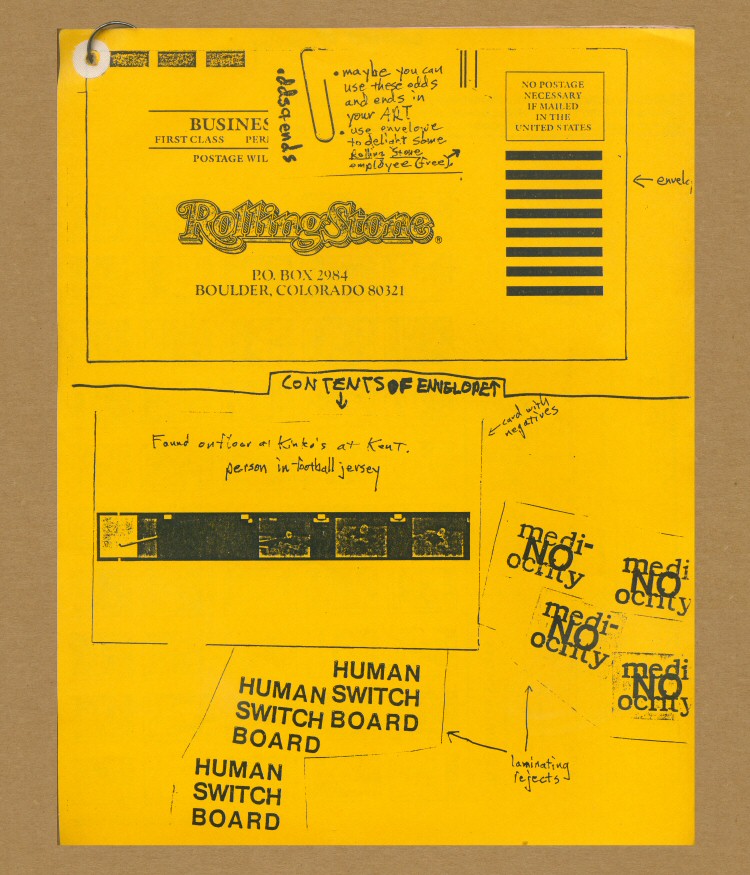 odds & ends
• maybe you can
use these odds
and ends in
your ART
• use envelope
to delight some
Rolling Stone
employee (free).
NO POSTAGE
NECESSARY
IF MAILED
IN THE
UNITED STATES
BUSINES
FIRST CLASS PER
POSTAGE WIL
← envelo
RollingStone®
P.O. BOX 2984
BOULDER, COLORADO 80321
CONTENTS OF ENVELOPE
card with
negatives
Found on floor at Kinko's at Kent.
person in football jersey
medi-
NO
ocrity
medi
NO
ocrity
medi-
NO
ocrity
medi
NO
ocrity
HUMAN
SWITCH
BOARD
HUMAN
SWITCH
BOARD
laminating
rejects
HUMAN
SWITCH
BOARD